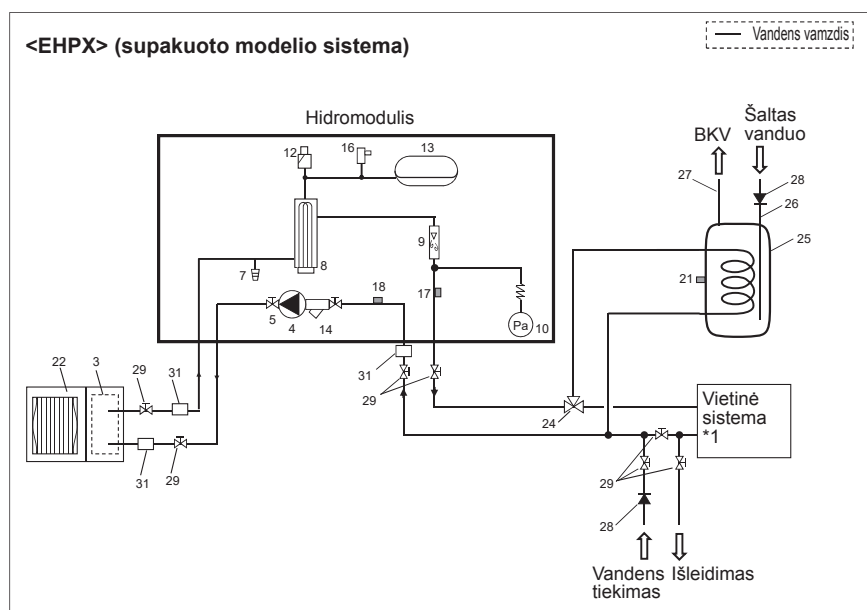 <EHPX> (supakuoto modelio sistema)
Vandens vamzdis
Hidromodulis
BKV
Šaltas
vanduo
12
16
13
27
28
26
25
9
7
8
21
18
17
5
4
14
Pa
10
22
3
29
31
31
29
24
Vietinė
sistema
*1
31
29
29
28
Vandens
tiekimas
Išleidimas